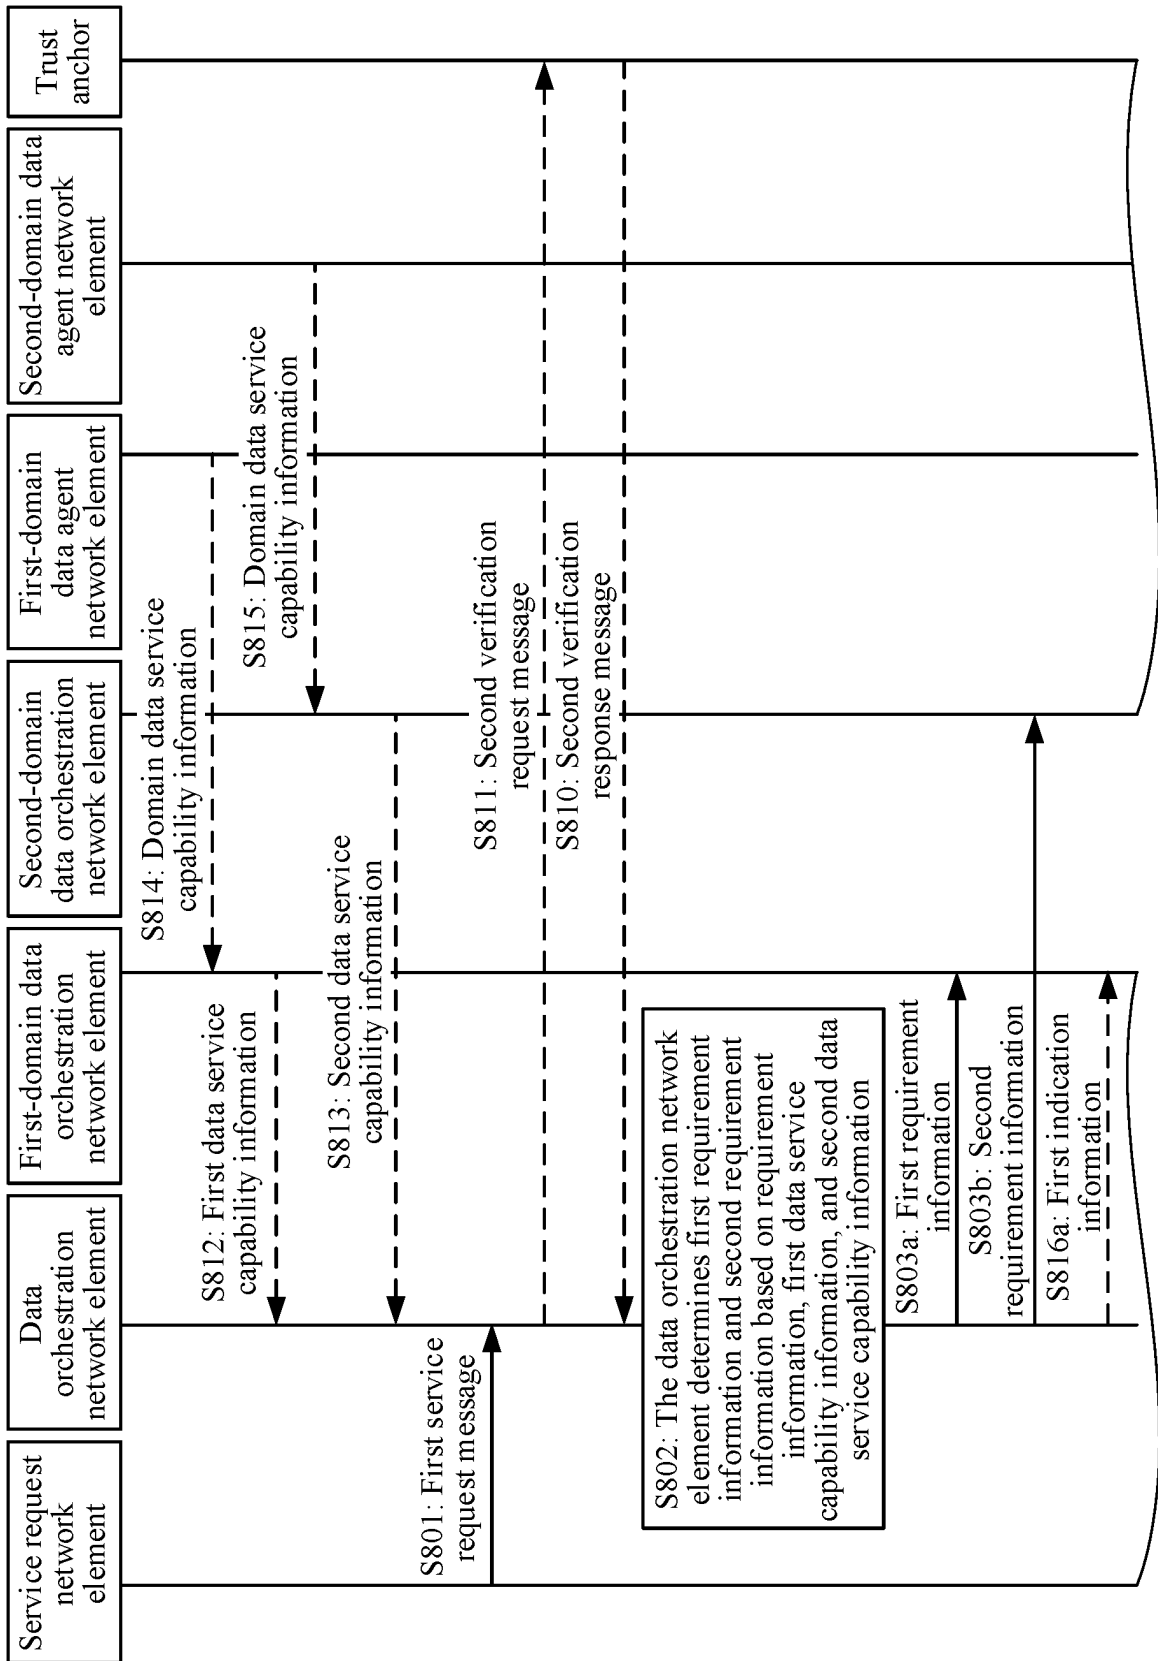 Service request
network
element
Data
orchestration
network element
First-domain data
orchestration
network element
Second-domain
data orchestration
network element
First-domain
data agent
network element
Second-domain data
agent network
element
Trust
anchor
S814: Domain data service
capability information
S812: First data service
capability information
S815: Domain data service
capability information
S813: Second data service
capability information
S801: First service
request message
S811: Second verification
request message
S810: Second verification
response message
S802: The data orchestration network
element determines first requirement
information and second requirement
information based on requirement
information, first data service
capability information, and second data
service capability information
S803a: First requirement
information
S803b: Second
requirement information
S816a: First indication
information